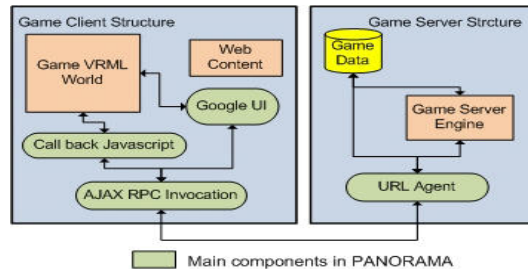 Game Client Structure
Game VRML
World
Web
Content
Google UI
Call back Javascript
AJAX RPC Invocation
Game Server Strcture
Game
Data
Game Server
Engine
URL Agent
Main components in PANORAMA